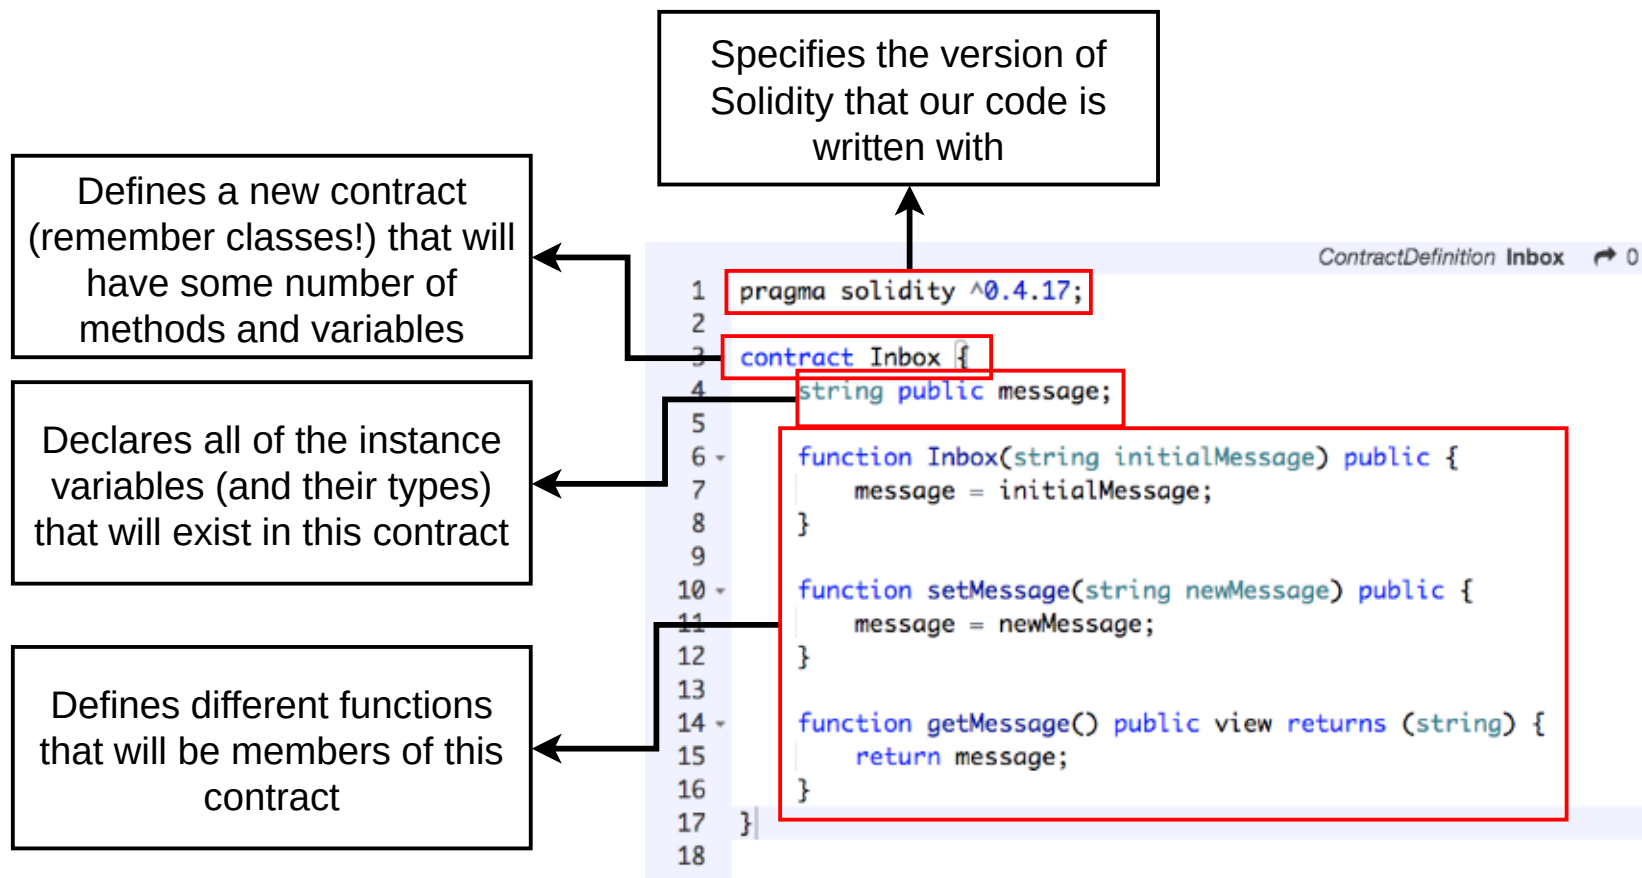 Specifies the version of
Solidity that our code is
written with
Defines a new contract
(remember classes!) that will
have some number of
methods and variables
Declares all of the instance
variables (and their types)
that will exist in this contract
Defines different functions
that will be members of this
contract
ContractDefinition Inbox 0
1 pragma solidity ^0.4.17;
2
3 contract Inbox {
4 string public message;
5
6 function Inbox(string initialMessage) public {
7 message = initialMessage;
8 }
9
10 function setMessage(string newMessage) public {
11 message = newMessage;
12 }
13
14 function getMessage() public view returns (string) {
15 return message;
16 }
17 }
18